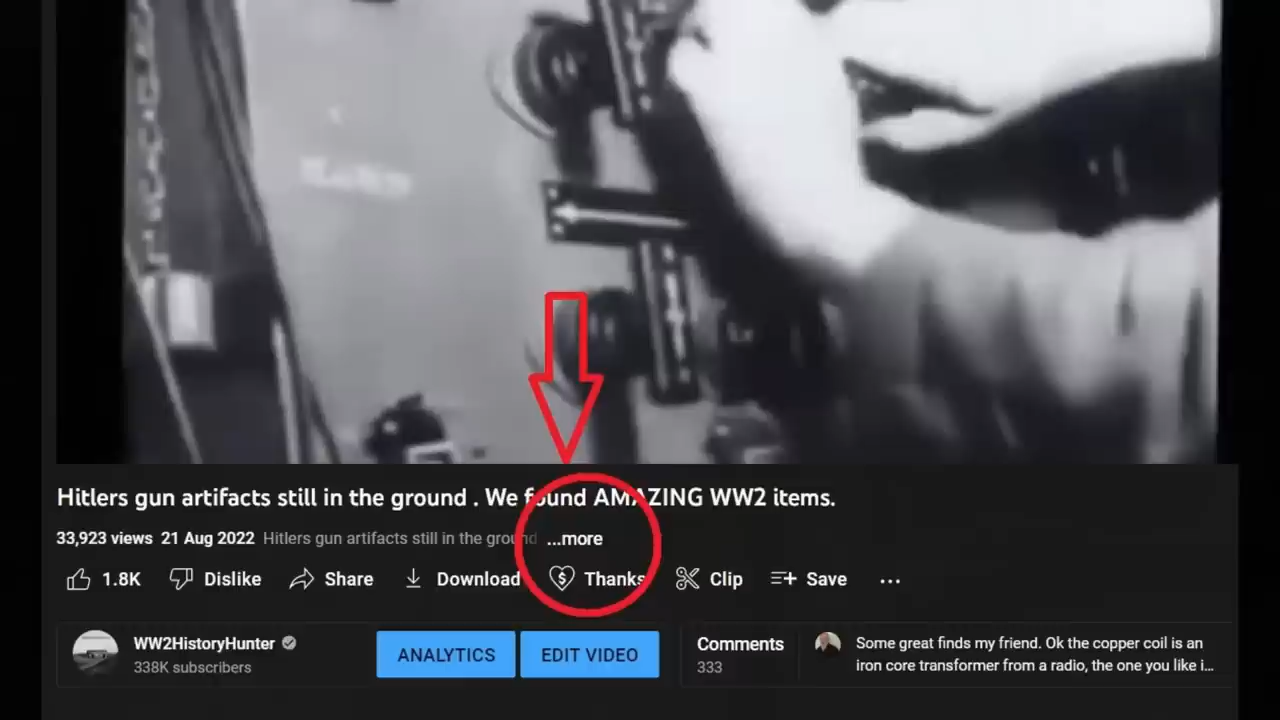 Hitlers gun artifacts still in the ground . We found AMAZING WW2 items.
33,923 views 21 Aug 2022 Hitlers gun artifacts still in the ground ...more
1.8K Dislike Share Download Thanks Clip Save ...
WW2HistoryHunter
338K subscribers
ANALYTICS
EDIT VIDEO
Comments
333
Some great finds my friend. Ok the copper coil is an
iron core transformer from a radio, the one you like i...